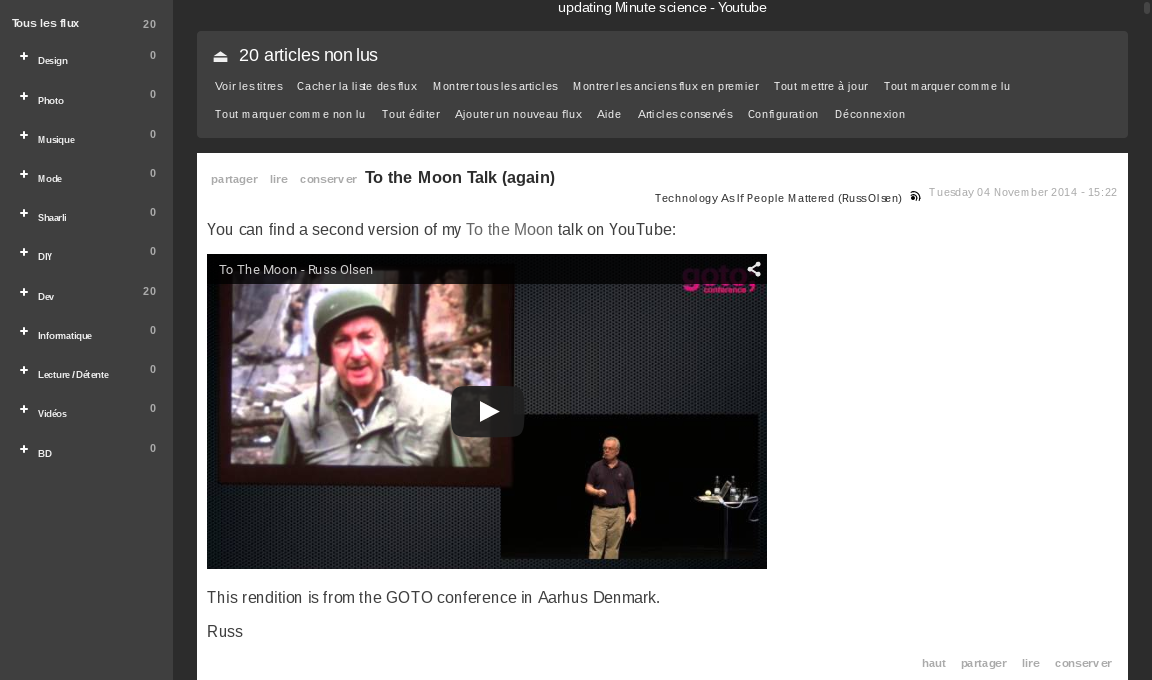 updating Minute science - Youtube
Tous les flux 20
+ Design 0
+ Photo 0
+ Musique 0
+ Mode 0
+ Shaarli 0
+ DIY 0
+ Dev 20
+ Informatique 0
+ Lecture / Détente 0
+ Vidéos 0
+ BD 0
20 articles non lus
Voir les titres Cacher la liste des flux Montrer tous les articles Montrer les anciens flux en premier Tout mettre à jour Tout marquer comme lu
Tout marquer comme non lu Tout éditer Ajouter un nouveau flux Aide Articles conservés Configuration Déconnexion
partager lire conserver To the Moon Talk (again)
Technology As If People Mattered (Russ Olsen) Tuesday 04 November 2014 - 15:22
You can find a second version of my To the Moon talk on YouTube:
To The Moon - Russ Olsen
goto;
conference
This rendition is from the GOTO conference in Aarhus Denmark.
Russ
haut partager lire conserver